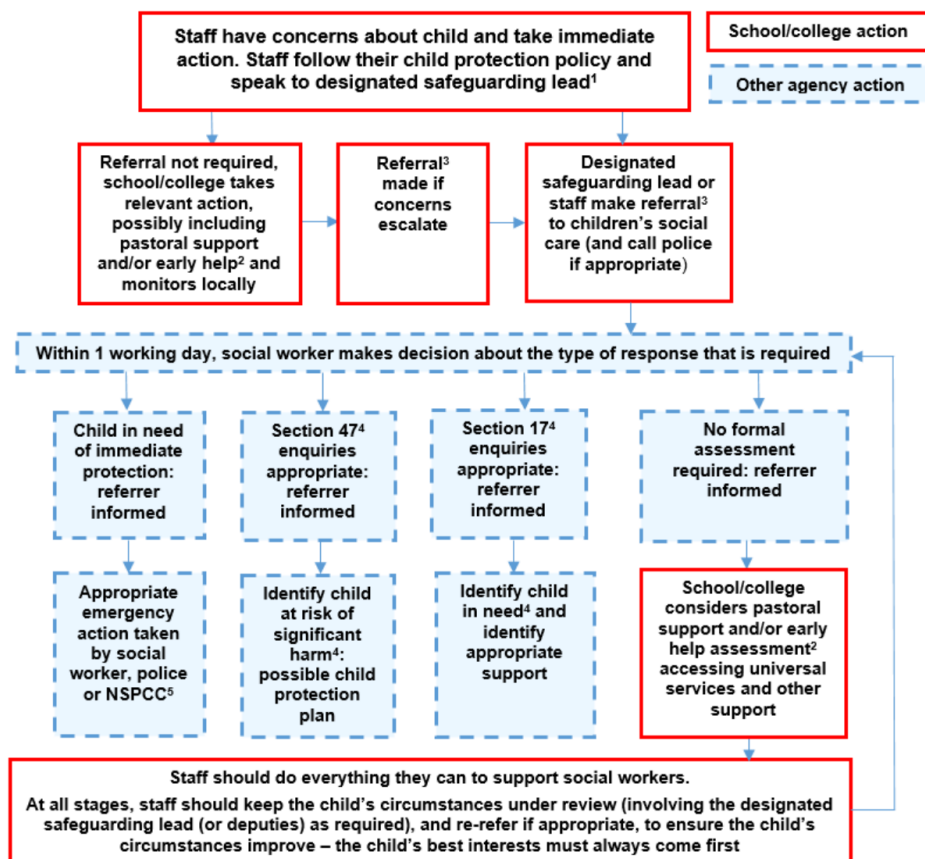 Staff have concerns about child and take immediate
action. Staff follow their child protection policy and
speak to designated safeguarding lead¹
School/college action
Other agency action
Referral not required,
school/college takes
relevant action,
possibly including
pastoral support
and/or early help² and
monitors locally
Referral³
made if
concerns
escalate
Designated
safeguarding lead or
staff make referral³
to children's social
care (and call police
if appropriate)
Within 1 working day, social worker makes decision about the type of response that is required
Child in need
of immediate
protection:
referrer
informed
Section 47⁴
enquiries
appropriate:
referrer
informed
Section 17⁴
enquiries
appropriate:
referrer
informed
No formal
assessment
required: referrer
informed
Appropriate
emergency
action taken
by social
worker, police
or NSPCC⁵
Identify child
at risk of
significant
harm⁴:
possible child
protection
plan
Identify child
in need⁴ and
identify
appropriate
support
School/college
considers pastoral
support and/or early
help assessment²
accessing universal
services and other
support
Staff should do everything they can to support social workers.
At all stages, staff should keep the child's circumstances under review (involving the designated
safeguarding lead (or deputies) as required), and re-refer if appropriate, to ensure the child's
circumstances improve – the child's best interests must always come first